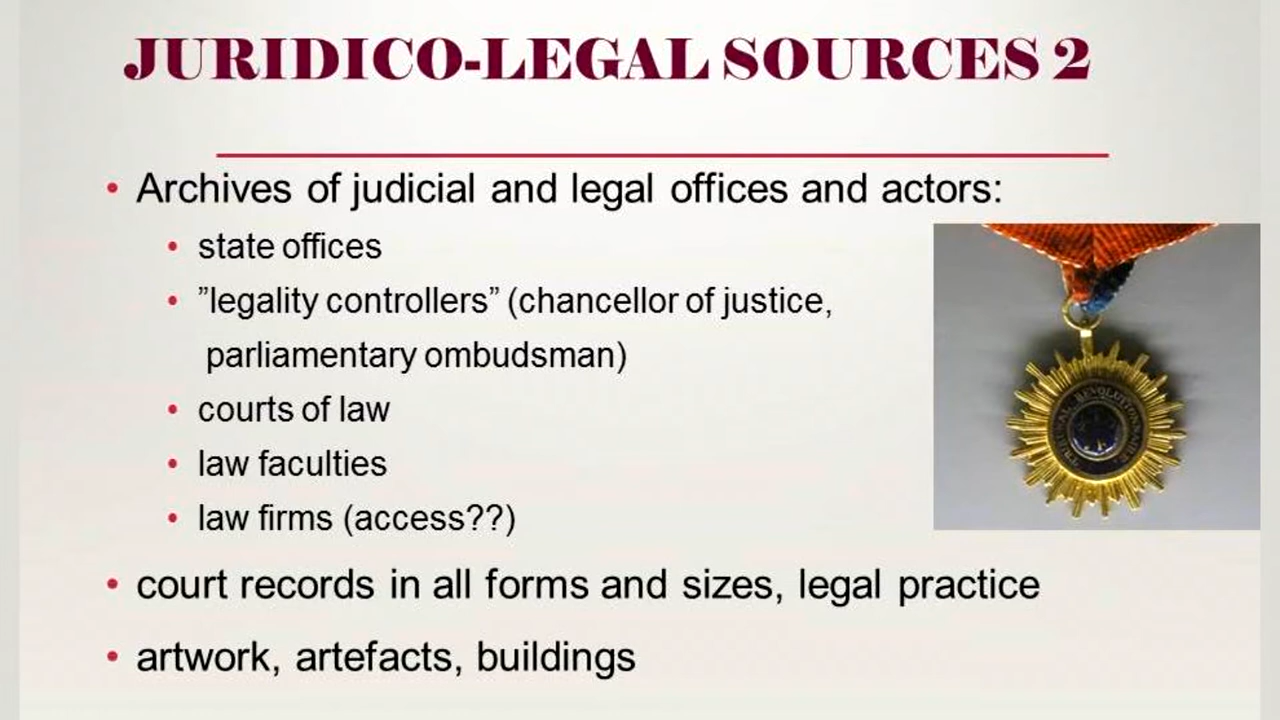 JURIDICO-LEGAL SOURCES 2
• Archives of judicial and legal offices and actors:
• state offices
• ”legality controllers” (chancellor of justice,
parliamentary ombudsman)
• courts of law
• law faculties
• law firms (access??)
• court records in all forms and sizes, legal practice
• artwork, artefacts, buildings
TRIBUNAL REVOLUTIONNAIRE